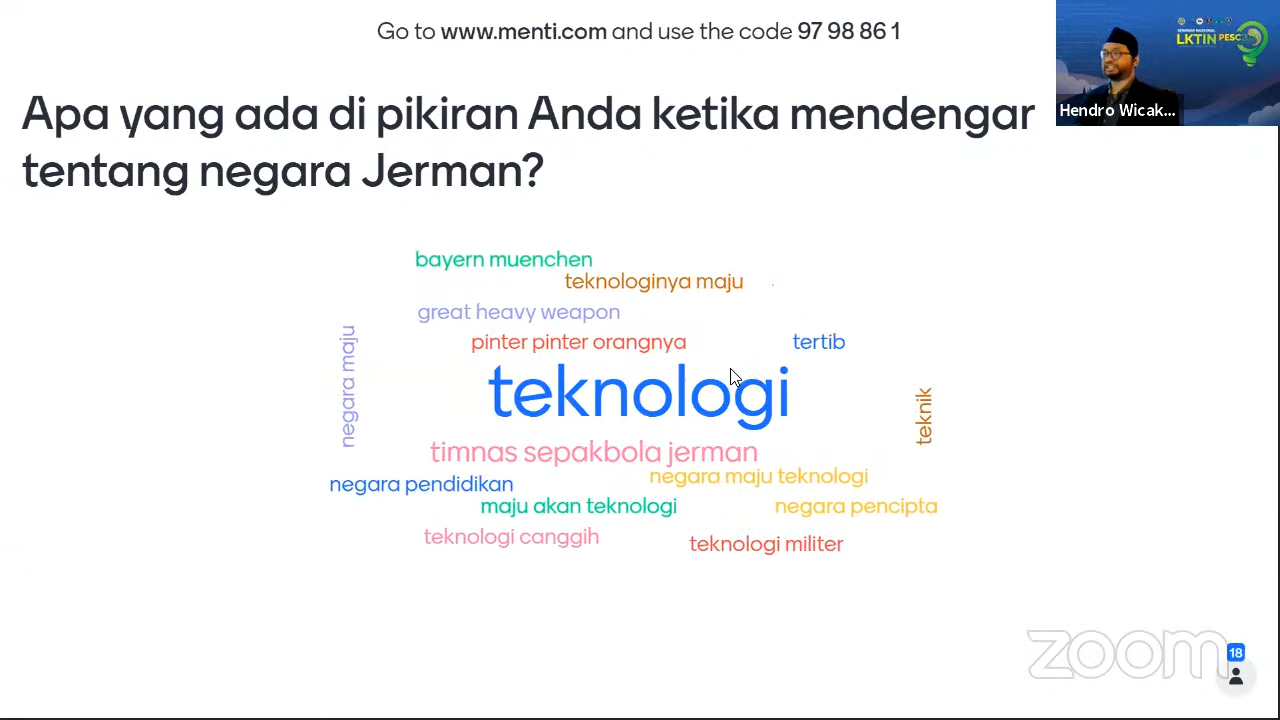 Go to www.menti.com and use the code 97 98 86 1
Apa yang ada di pikiran Anda ketika mendengar
tentang negara Jerman?
LKTIN PESC
Hendro Wicak...
bayern muenchen
teknologinya maju
great heavy weapon
negara maju
pinter pinter orangnya
tertib
teknologi
teknik
timnas sepakbola jerman
negara maju teknologi
negara pendidikan
maju akan teknologi
negara pencipta
teknologi canggih
teknologi militer
zoom
18